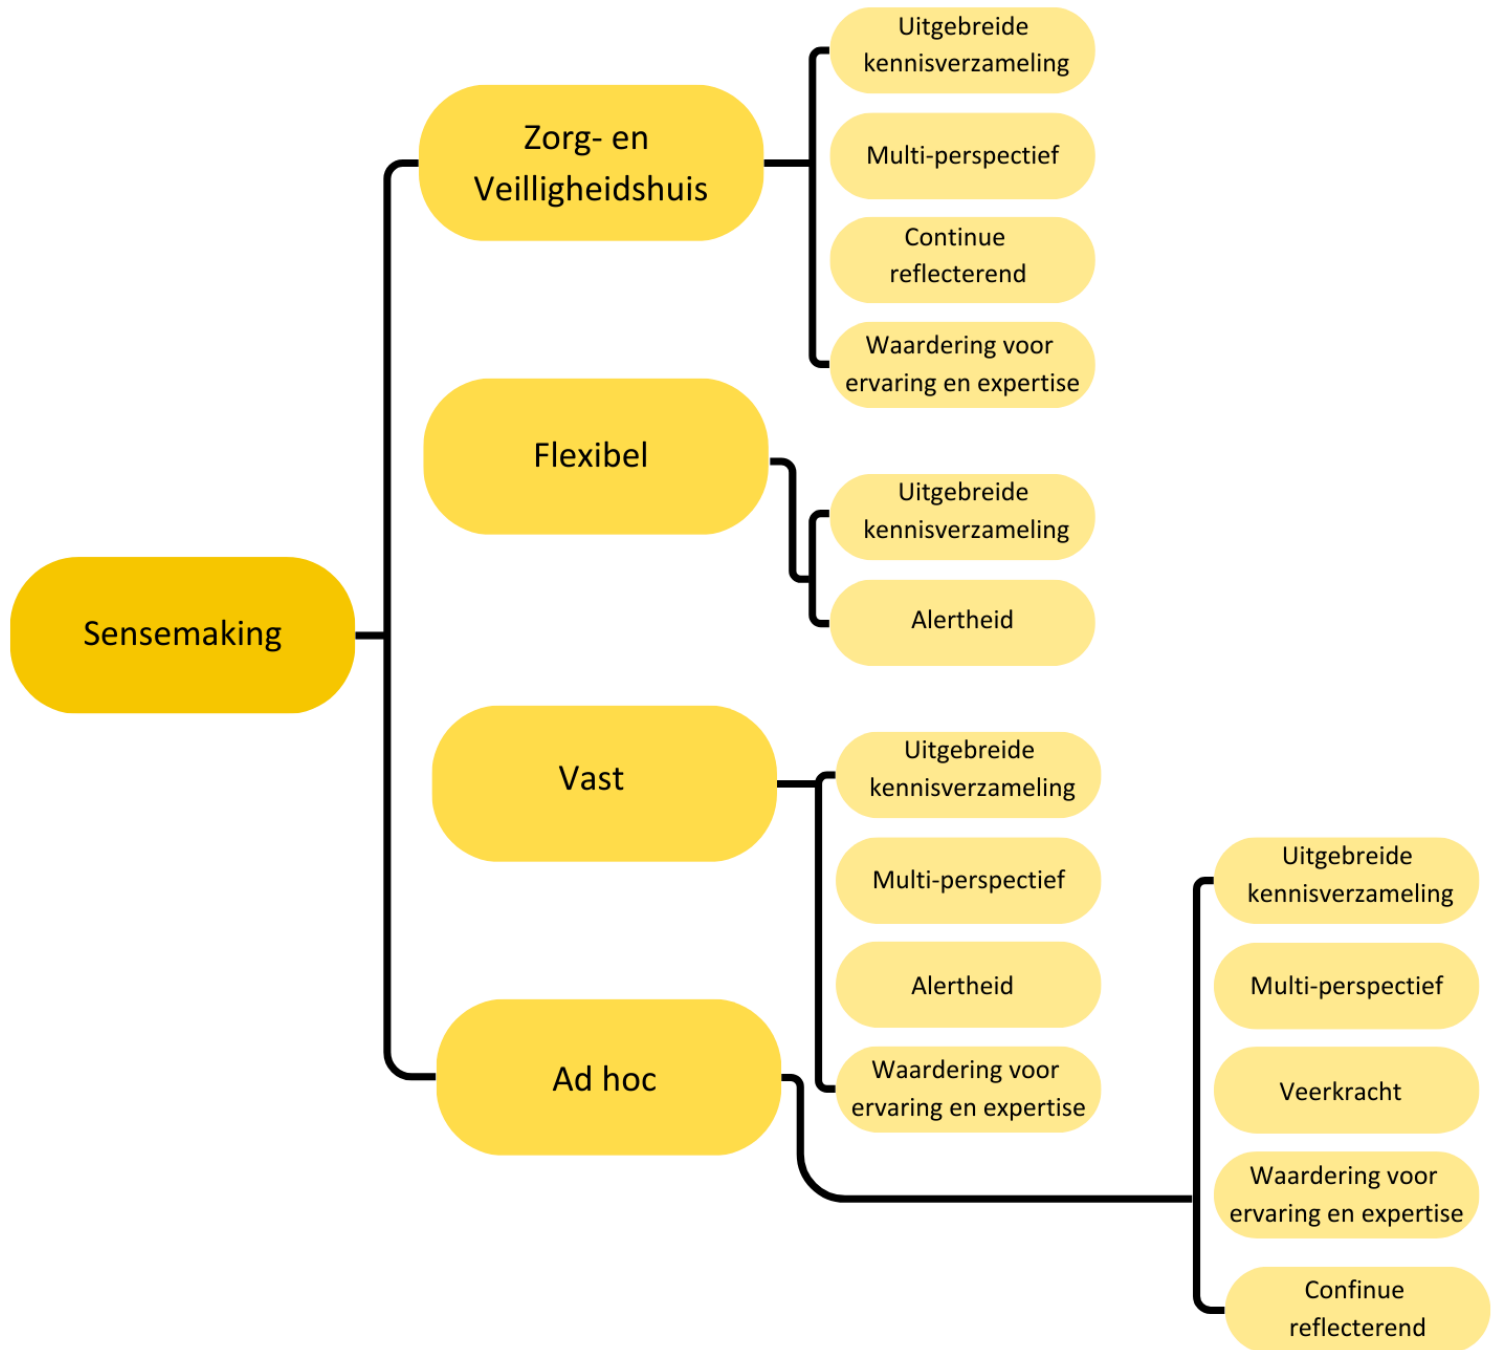 Sensemaking
Zorg- en
Veilligheidshuis
Uitgebreide
kennisverzameling
Multi-perspectief
Continue
reflecterend
Waardering voor
ervaring en expertise
Flexibel
Uitgebreide
kennisverzameling
Alertheid
Vast
Uitgebreide
kennisverzameling
Multi-perspectief
Alertheid
Waardering voor
ervaring en expertise
Ad hoc
Uitgebreide
kennisverzameling
Multi-perspectief
Veerkracht
Waardering voor
ervaring en expertise
Confinue
reflecterend